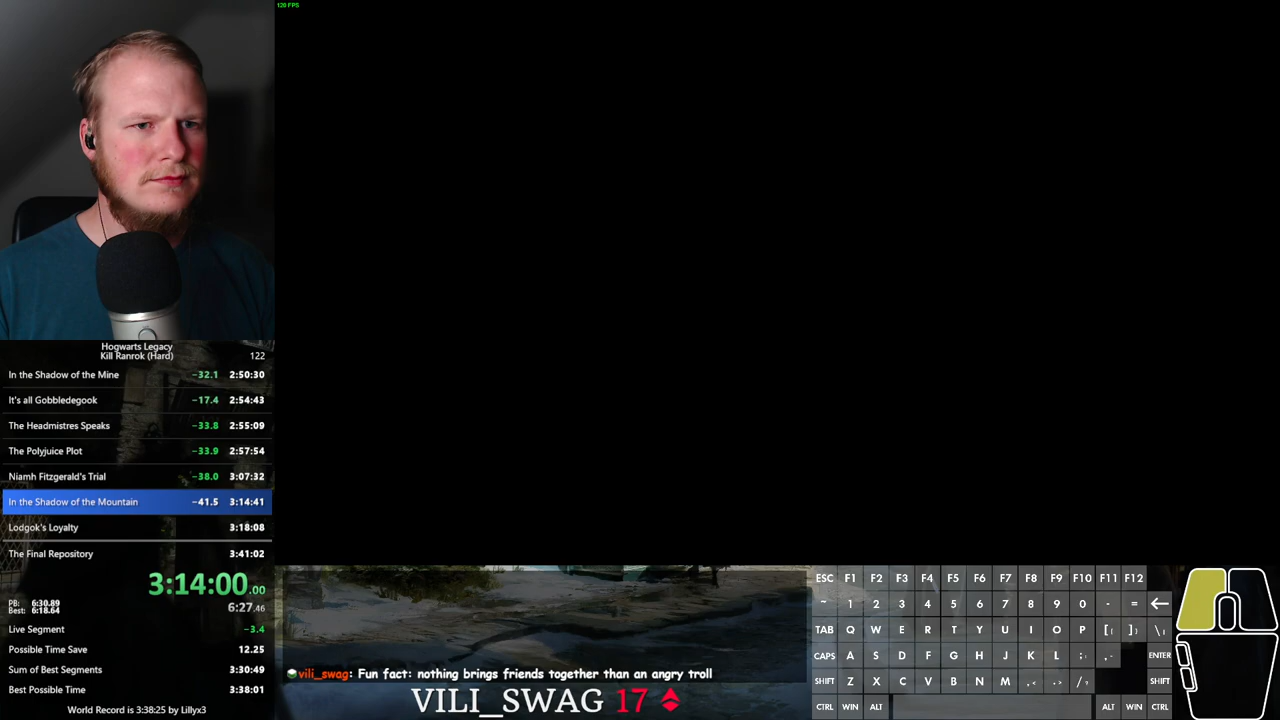 120 FPS
Hogwarts Legacy
Kill Ranrok (Hard) 122
In the Shadow of the Mine -32.1 2:50:30
It's all Gobbledegook -17.4 2:54:43
The Headmistres Speaks -33.8 2:55:09
The Polyjuice Plot -33.9 2:57:54
Niamh Fitzgerald's Trial -38.0 3:07:32
In the Shadow of the Mountain -41.5 3:14:41
Lodgok's Loyalty 3:18:08
The Final Repository 3:41:02
3:14:00.00
PB: 6:30.89
Best: 6:18.64
6:27.46
Live Segment -3.4
Possible Time Save 12.25
Sum of Best Segments 3:30:49
Best Possible Time 3:38:01
World Record is 3:38:25 by Lillyx3
vili_swag: Fun fact: nothing brings friends together than an angry troll
VILI_SWAG 17
ESC F1 F2 F3 F4 F5 F6 F7 F8 F9 F10 F11 F12
~ 1 2 3 4 5 6 7 8 9 0 - = ←
TAB Q W E R T Y U I O P [{ ]} \|
CAPS A S D F G H J K L ;: ,- ENTER
SHIFT Z X C V B N M ,< .> /? SHIFT
CTRL WIN ALT ALT WIN CTRL